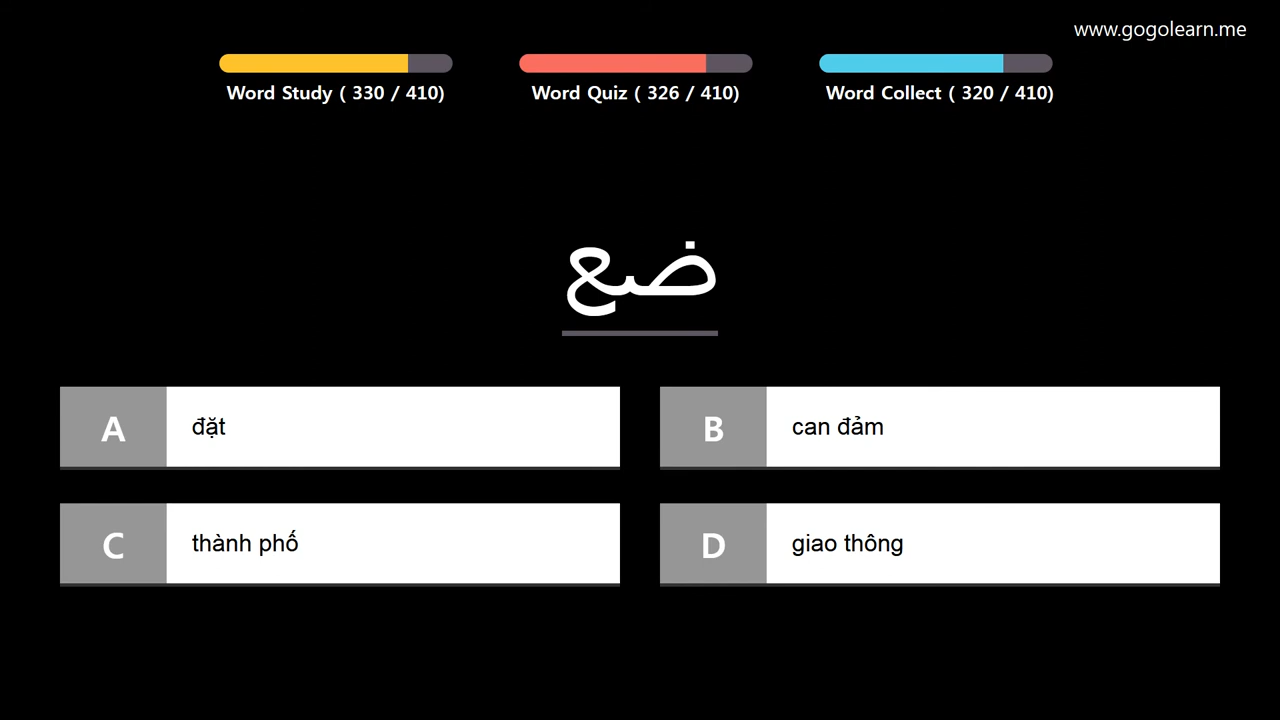 www.gogolearn.me
Word Study ( 330 / 410)
Word Quiz ( 326 / 410)
Word Collect ( 320 / 410)
ضع
A
đặt
B
can đảm
C
thành phố
D
giao thông